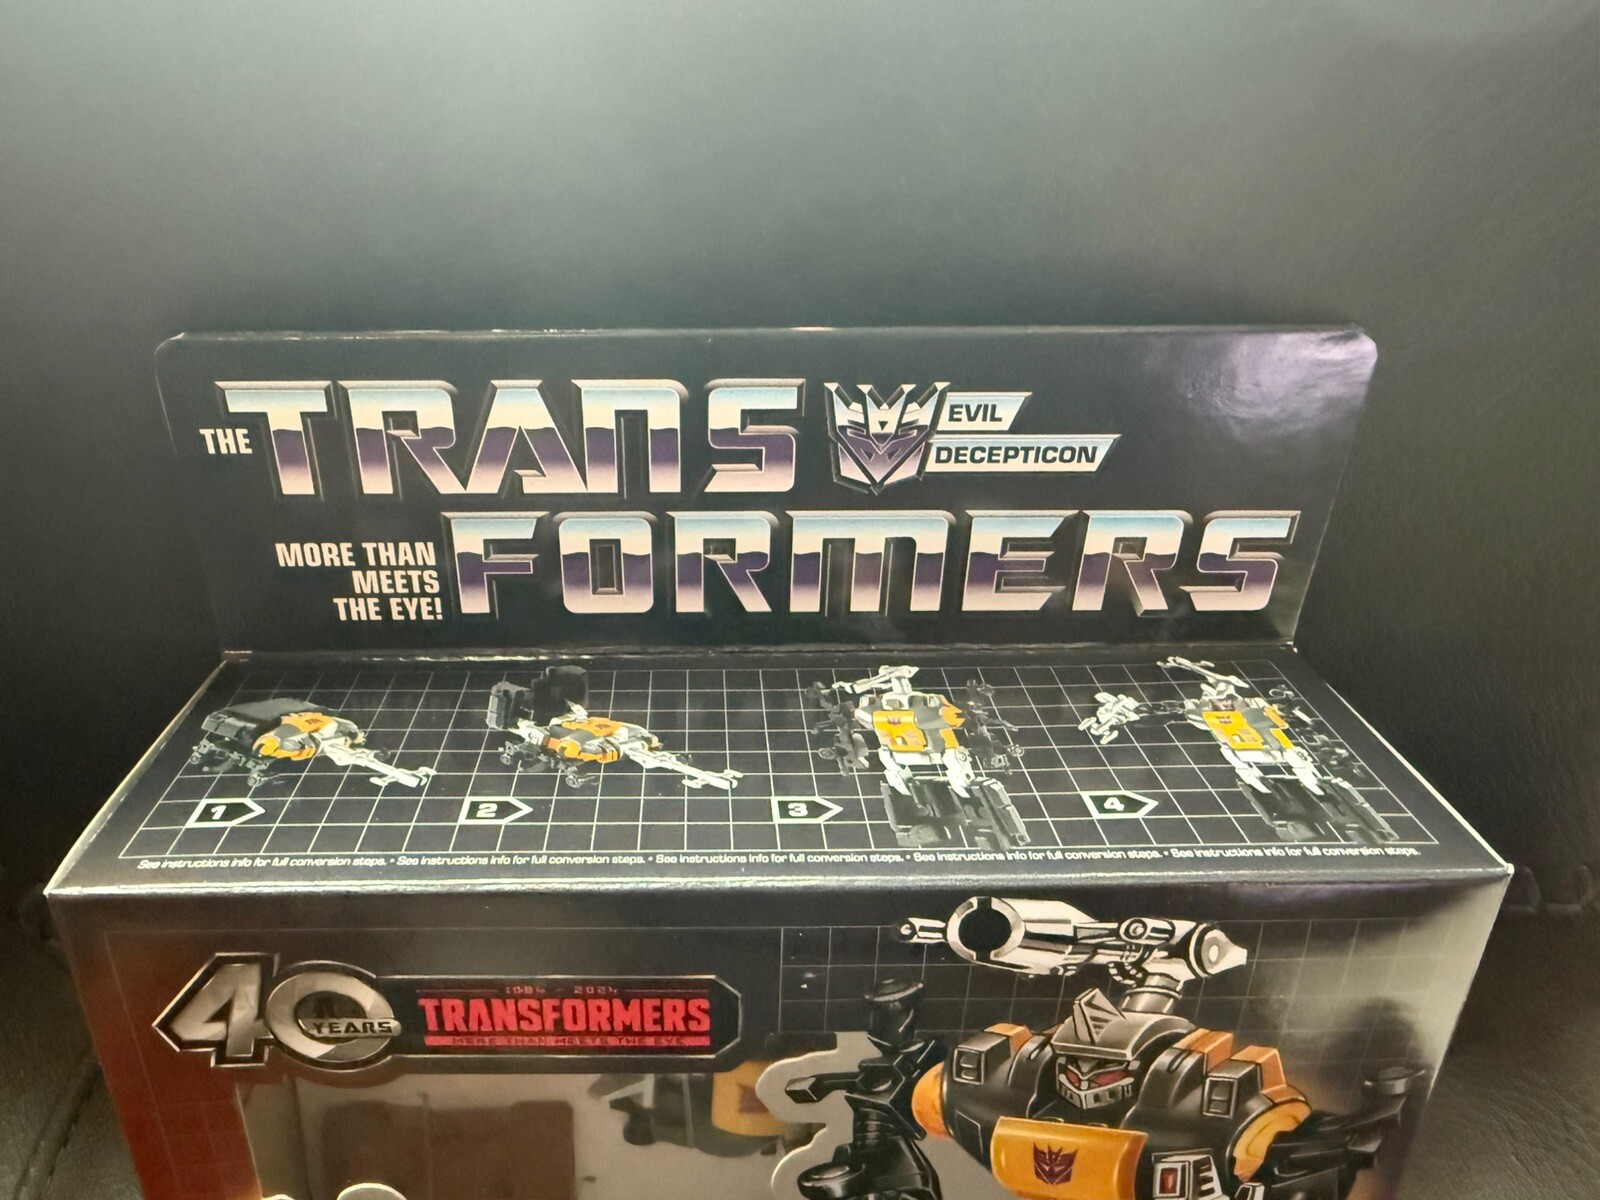 THE TRANS EVIL
DECEPTICON
MORE THAN
MEETS
THE EYE!
FORMERS
1 2 3 4
See instructions info for full conversion steps. • See instructions info for full conversion steps. • See instructions info for full conversion steps. • See instructions info for full conversion steps. • See instructions info for full conversion steps.
40 YEARS
1984 - 2024
TRANSFORMERS
MORE THAN MEETS THE EYE